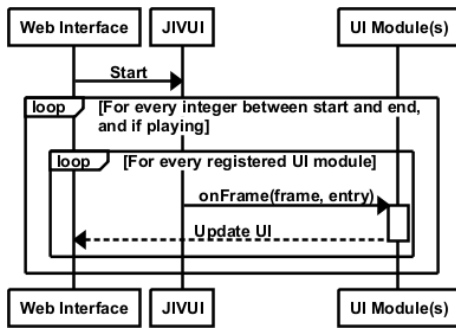 Web Interface JIVUI UI Module(s)
Start
loop [For every integer between start and end,
and if playing]
loop [For every registered UI module]
onFrame(frame, entry)
Update UI
Web Interface JIVUI UI Module(s)